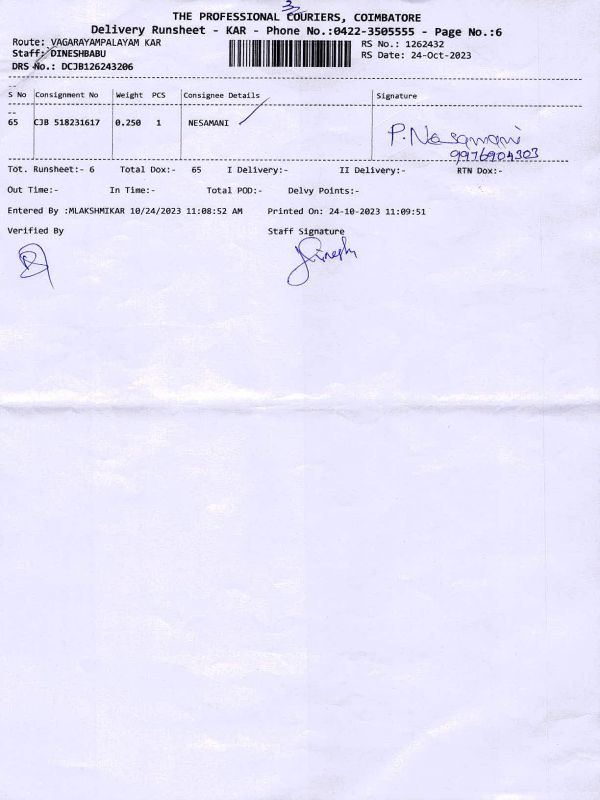 3
THE PROFESSIONAL COURIERS, COIMBATORE
Delivery Runsheet - KAR - Phone No.:0422-3505555 - Page No.:6
Route: VAGARAYAMPALAYAM KAR RS No.: 1262432
Staff: DINESHBABU RS Date: 24-Oct-2023
DRS No.: DCJB126243206
S No Consignment No Weight PCS Consignee Details Signature
65 CJB 518231617 0.250 1 NESAMANI P. Nesamani
9976904303
Tot. Runsheet:- 6 Total Dox:- 65 I Delivery:- II Delivery:- RTN Dox:-
Out Time:- In Time:- Total POD:- Delvy Points:-
Entered By :MLAKSHMIKAR 10/24/2023 11:08:52 AM Printed On: 24-10-2023 11:09:51
Verified By Staff Signature
Dinesh